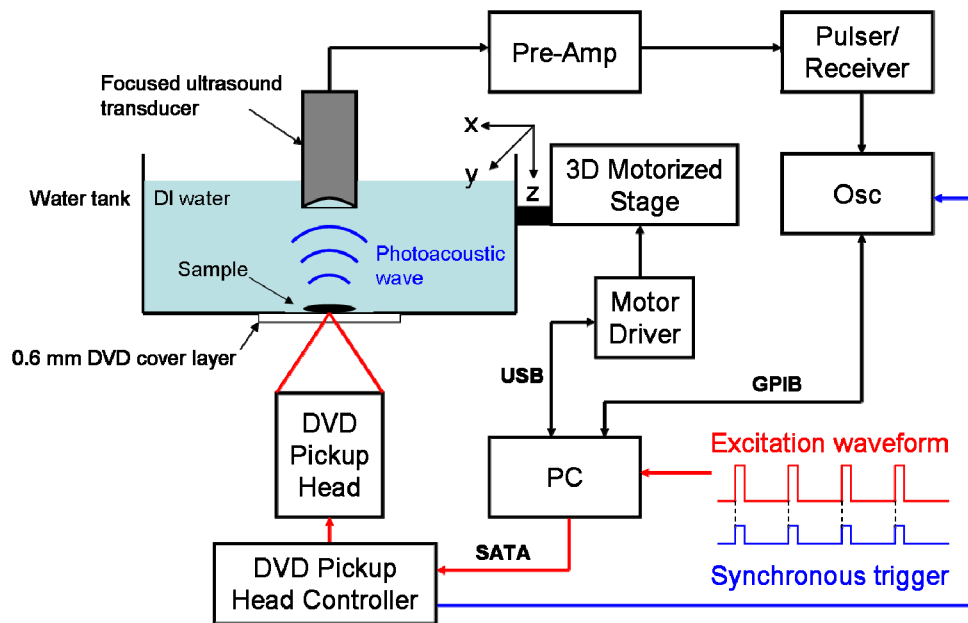 Pre-Amp
Pulser/
Receiver
Focused ultrasound
transducer
x
y
z
3D Motorized
Stage
Osc
Water tank
DI water
Photoacoustic
wave
Sample
Motor
Driver
0.6 mm DVD cover layer
USB
GPIB
DVD
Pickup
Head
PC
Excitation waveform
SATA
DVD Pickup
Head Controller
Synchronous trigger